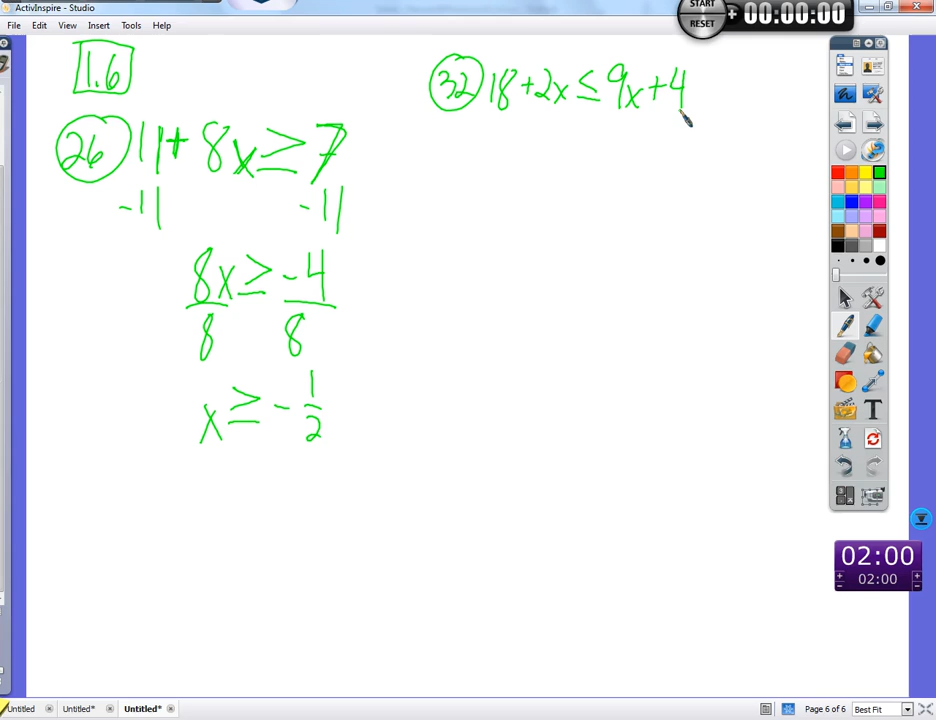 ActivInspire - Studio
START
RESET
00:00:00
File Edit View Insert Tools Help
1.6
26 11 + 8x ≥ 7
-11 -11
8x ≥ -4
8 8
x ≥ - 1/2
32 18 + 2x ≤ 9x + 4
T
02:00
02:00
Untitled Untitled* Untitled*
Page 6 of 6 Best Fit